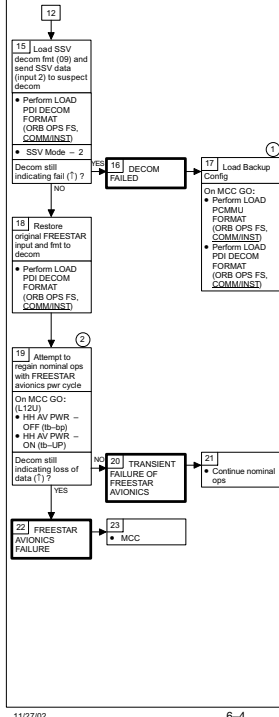 12
15 Load SSV
decom fmt (09) and
send SSV data
(input 2) to suspect
decom
• Perform LOAD
PDI DECOM
FORMAT
(ORB OPS FS,
COMM/INST)
• SSV Mode – 2
Decom still
indicating fail (↑) ?
YES
16 DECOM
FAILED
1
17 Load Backup
Config
On MCC GO:
• Perform LOAD
PCMMU
FORMAT
• Perform LOAD
PDI DECOM
FORMAT
(ORB OPS FS,
COMM/INST)
NO
18 Restore
original FREESTAR
input and fmt to
decom
• Perform LOAD
PDI DECOM
FORMAT
(ORB OPS FS,
COMM/INST)
2
19 Attempt to
regain nominal ops
with FREESTAR
avionics pwr cycle
On MCC GO:
(L12U)
• HH AV PWR –
OFF (tb–bp)
• HH AV PWR –
ON (tb–UP)
Decom still
indicating loss of
data (↑) ?
NO
20 TRANSIENT
FAILURE OF
FREESTAR
AVIONICS
21
• Continue nominal
ops
YES
22 FREESTAR
AVIONICS
FAILURE
23
• MCC
11/27/02
6–4